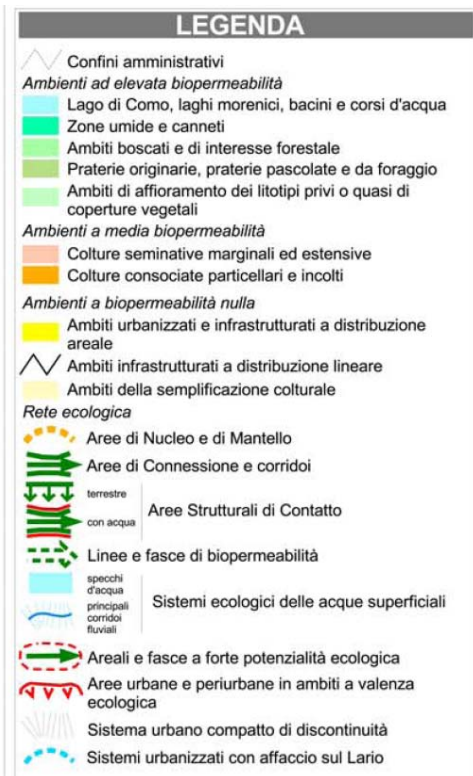 LEGENDA
Confini amministrativi
Ambienti ad elevata biopermeabilità
Lago di Como, laghi morenici, bacini e corsi d'acqua
Zone umide e canneti
Ambiti boscati e di interesse forestale
Praterie originarie, praterie pascolate e da foraggio
Ambiti di affioramento dei litotipi privi o quasi di
coperture vegetali
Ambienti a media biopermeabilità
Colture seminative marginali ed estensive
Colture consociate particellari e incolti
Ambienti a biopermeabilità nulla
Ambiti urbanizzati e infrastrutturati a distribuzione
areale
Ambiti infrastrutturati a distribuzione lineare
Ambiti della semplificazione colturale
Rete ecologica
Aree di Nucleo e di Mantello
Aree di Connessione e corridoi
terrestre
Aree Strutturali di Contatto
con acqua
Linee e fasce di biopermeabilità
specchi
d'acqua
Sistemi ecologici delle acque superficiali
principali
corridoi
fluviali
Areali e fasce a forte potenzialità ecologica
Aree urbane e periurbane in ambiti a valenza
ecologica
Sistema urbano compatto di discontinuità
Sistemi urbanizzati con affaccio sul Lario